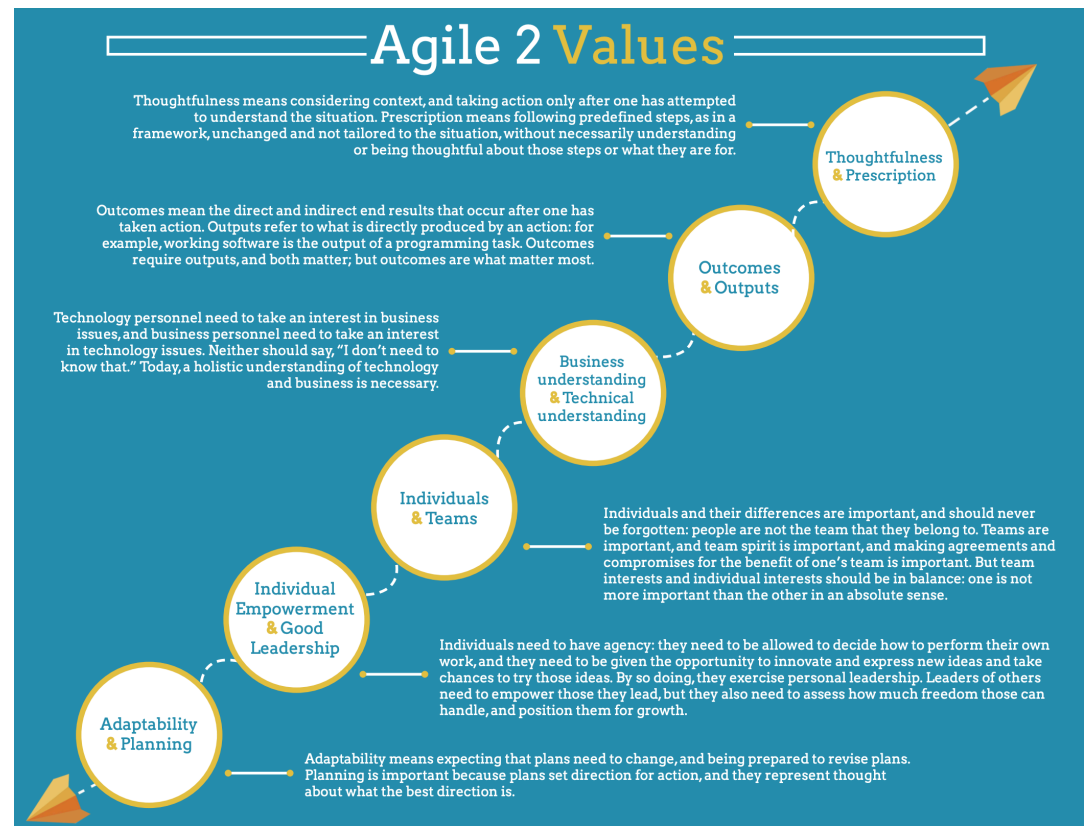 Agile 2 Values
Thoughtfulness means considering context, and taking action only after one has attempted
to understand the situation. Prescription means following predefined steps, as in a
framework, unchanged and not tailored to the situation, without necessarily understanding
or being thoughtful about those steps or what they are for.
Thoughtfulness
& Prescription
Outcomes mean the direct and indirect end results that occur after one has
taken action. Outputs refer to what is directly produced by an action: for
example, working software is the output of a programming task. Outcomes
require outputs, and both matter; but outcomes are what matter most.
Outcomes
& Outputs
Technology personnel need to take an interest in business
issues, and business personnel need to take an interest
in technology issues. Neither should say, “I don’t need to
know that.” Today, a holistic understanding of technology
and business is necessary.
Business
understanding
& Technical
understanding
Individuals
& Teams
Individuals and their differences are important, and should never
be forgotten: people are not the team that they belong to. Teams are
important, and team spirit is important, and making agreements and
compromises for the benefit of one’s team is important. But team
interests and individual interests should be in balance: one is not
more important than the other in an absolute sense.
Individual
Empowerment
& Good
Leadership
Individuals need to have agency: they need to be allowed to decide how to perform their own
work, and they need to be given the opportunity to innovate and express new ideas and take
chances to try those ideas. By so doing, they exercise personal leadership. Leaders of others
need to empower those they lead, but they also need to assess how much freedom those can
handle, and position them for growth.
Adaptability
& Planning
Adaptability means expecting that plans need to change, and being prepared to revise plans.
Planning is important because plans set direction for action, and they represent thought
about what the best direction is.